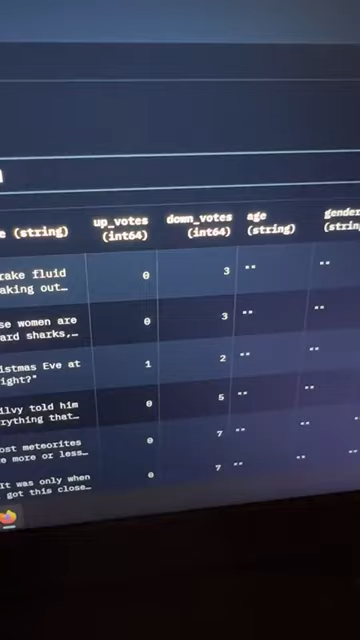 e (string) up_votes (int64) down_votes (int64) age (string) gender
rake fluid
aking out… 0 3 "" ""
se women are
ard sharks,… 0 3 "" ""
istmas Eve at
ight?" 1 2 "" ""
ilvy told him
rything that… 0 5 "" ""
ost meteorites
e more or less… 0 7 "" "" ""
It was only when
got this close… 0 7 "" "" ""